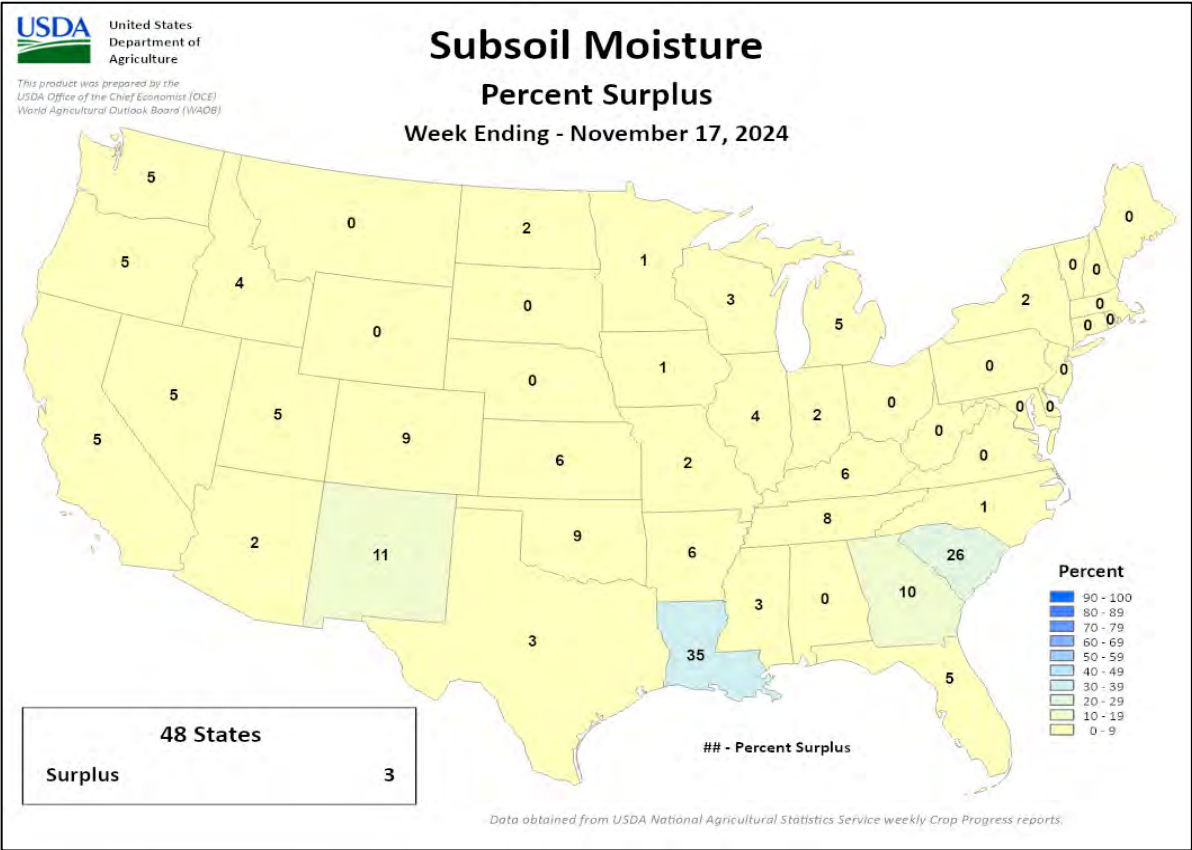 USDA
United States
Department of
Agriculture
This product was prepared by the
USDA Office of the Chief Economist (OCE)
World Agricultural Outlook Board (WAOB)
Subsoil Moisture
Percent Surplus
Week Ending - November 17, 2024
5
0
2
1
0
5
4
0
0
3
5
2
0
0
0
0
0
5
5
5
9
0
1
4
2
0
0
0
0
0
6
2
6
0
0
2
11
9
6
8
1
3
3
0
10
26
35
5
Percent
90 - 100
80 - 89
70 - 79
60 - 69
50 - 59
40 - 49
30 - 39
20 - 29
10 - 19
0 - 9
48 States
Surplus 3
## - Percent Surplus
Data obtained from USDA National Agricultural Statistics Service weekly Crop Progress reports.